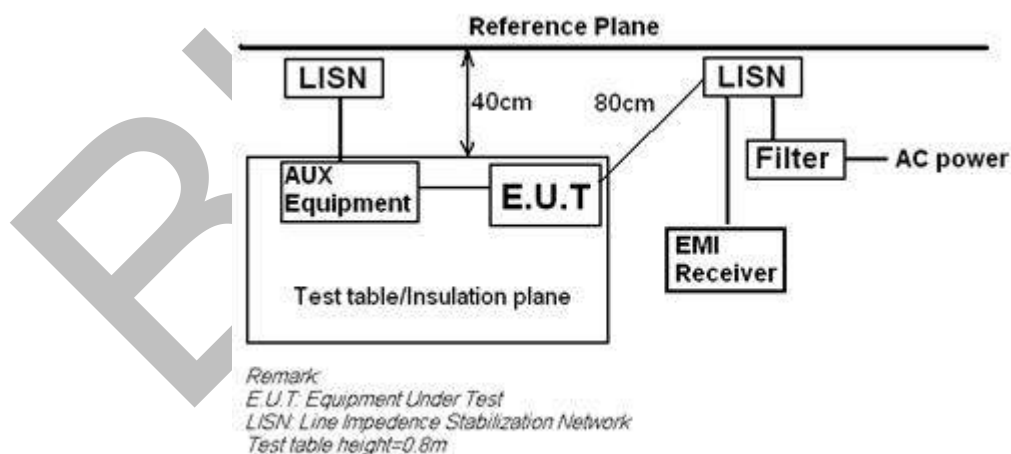 Reference Plane
LISN
LISN
40cm
80cm
Filter
AC power
AUX
Equipment
E.U.T
EMI
Receiver
Test table/Insulation plane
Remark:
E.U.T: Equipment Under Test
LISN: Line Impedence Stabilization Network
Test table height=0.8m